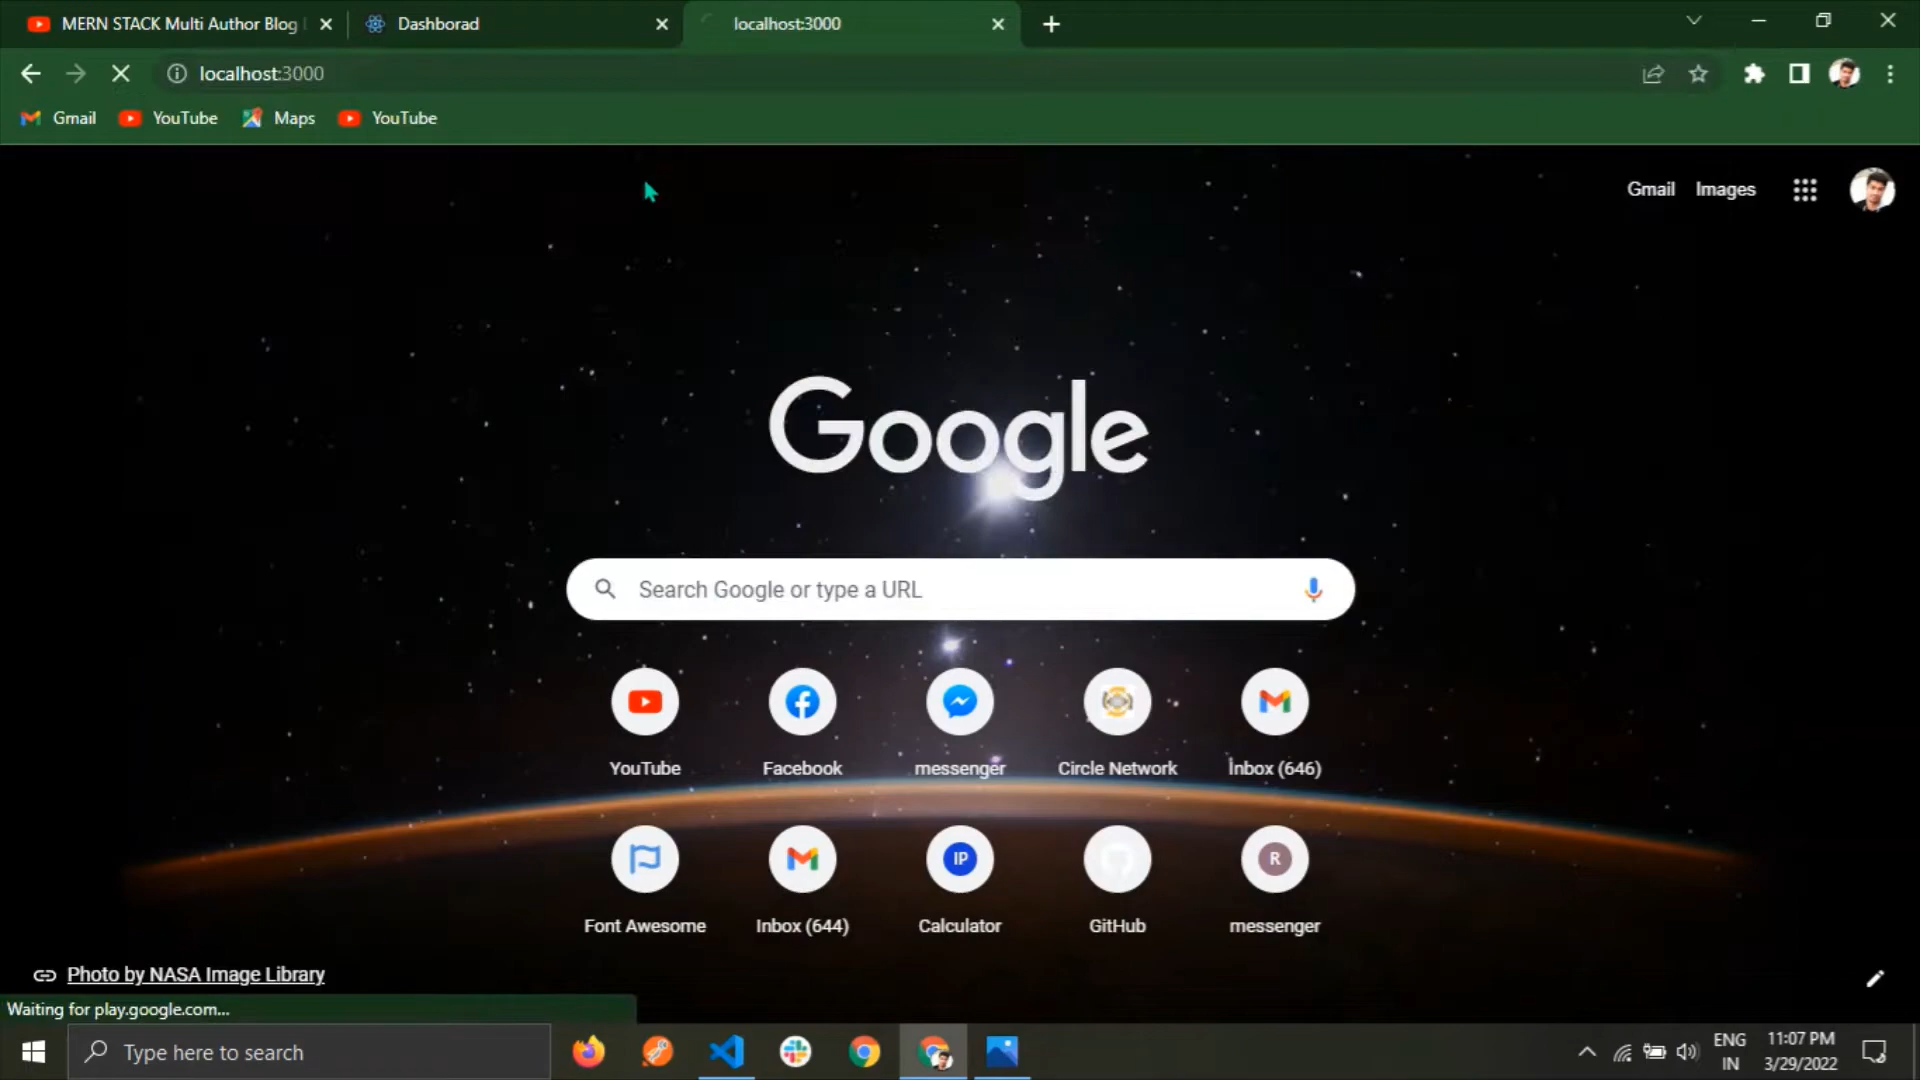 MERN STACK Multi Author Blog
Dashborad
localhost:3000
localhost:3000
Gmail
YouTube
Maps
YouTube
Gmail
Images
Google
Search Google or type a URL
YouTube
Facebook
messenger
Circle Network
Inbox (646)
IP
R
Font Awesome
Inbox (644)
Calculator
GitHub
messenger
Photo by NASA Image Library
Waiting for play.google.com...
Type here to search
ENG
IN
11:07 PM
3/29/2022